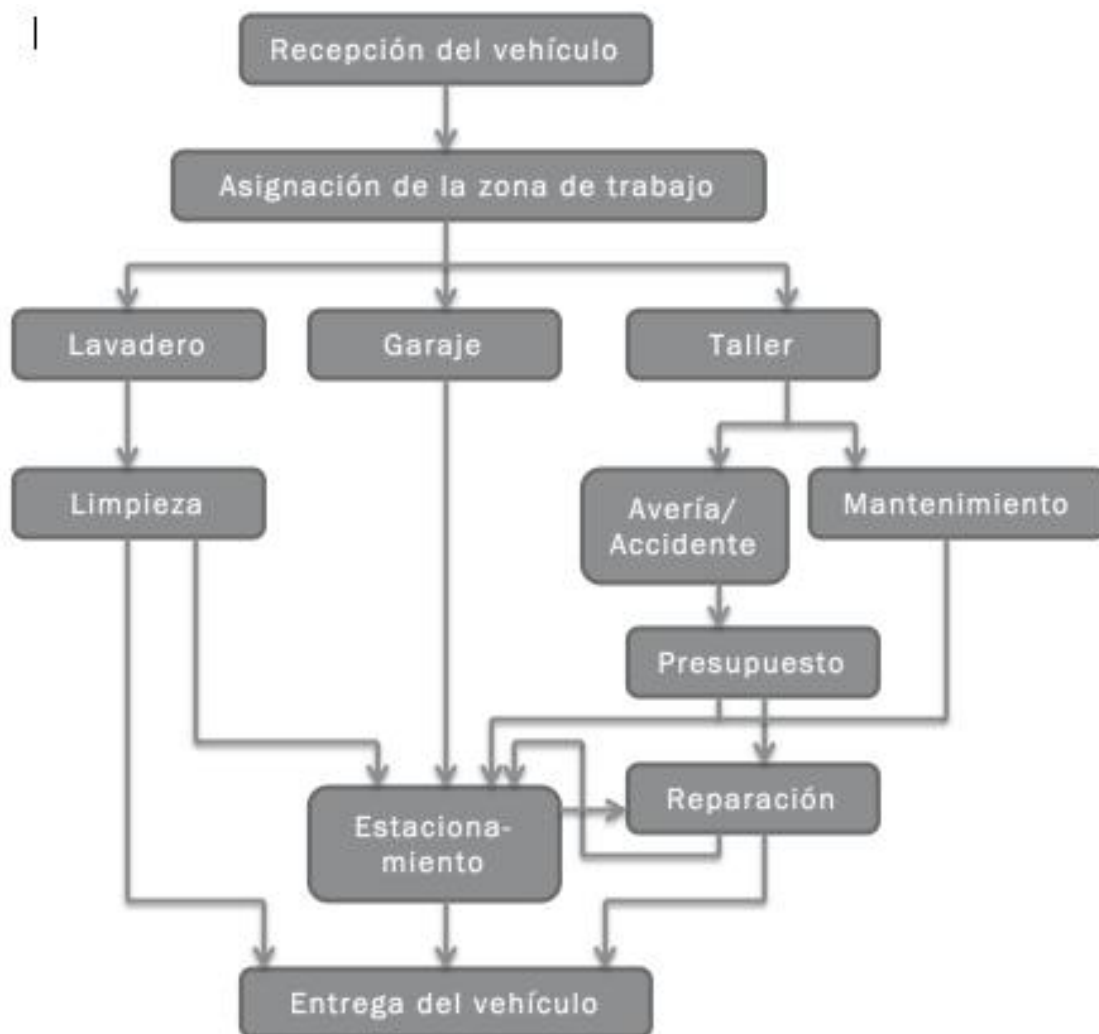 Recepción del vehículo
Asignación de la zona de trabajo
Lavadero
Garaje
Taller
Limpieza
Avería/
Accidente
Mantenimiento
Presupuesto
Reparación
Estaciona-
miento
Entrega del vehículo